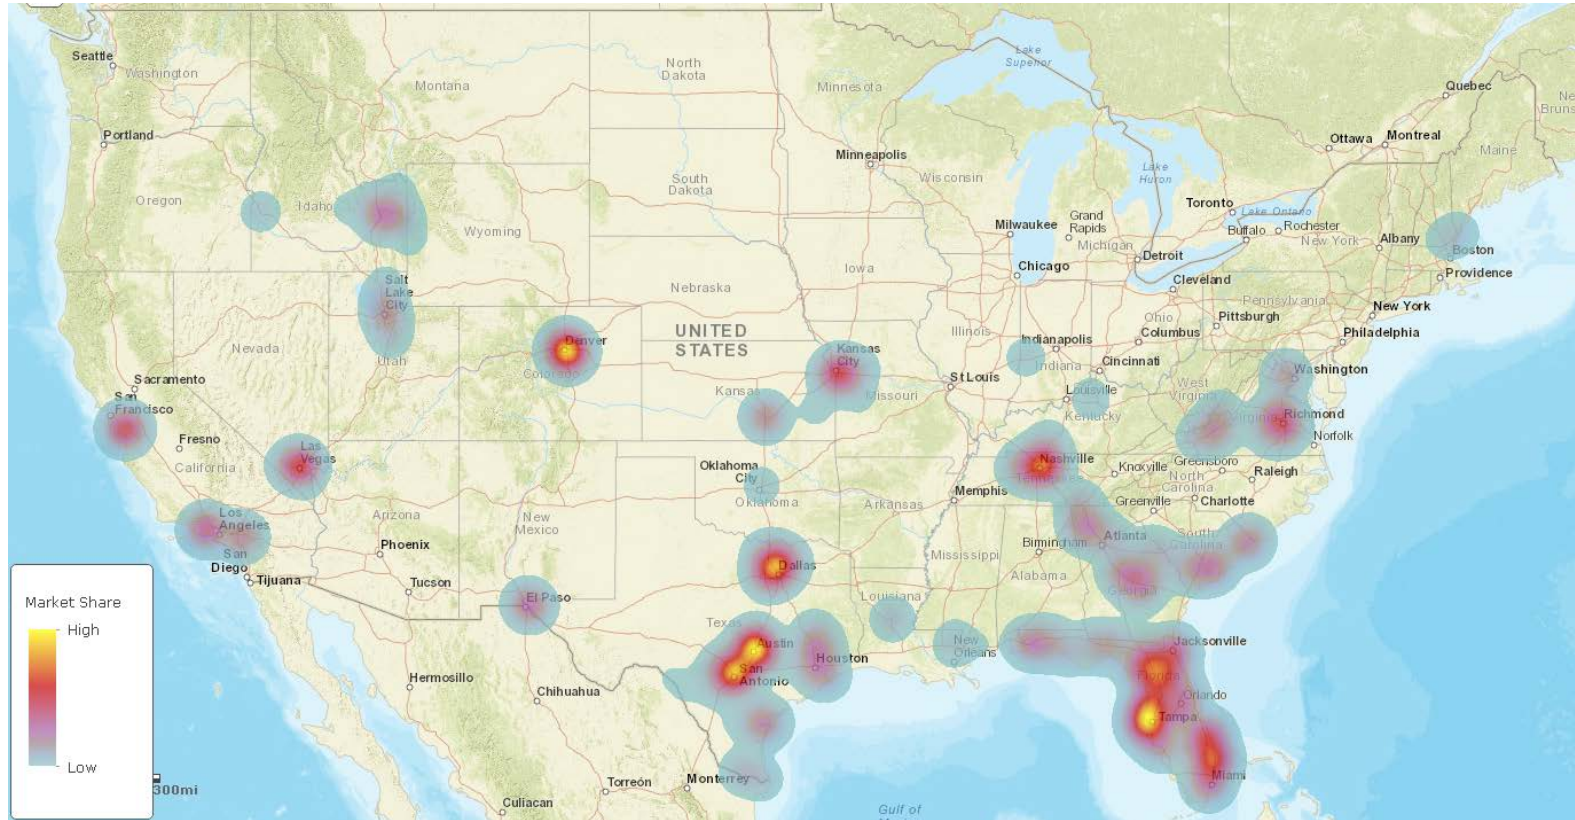 Seattle
Washington
Montana
North
Dakota
Minnesota
Lake
Superior
Quebec
Ottawa
Montreal
Maine
Portland
Oregon
Idaho
Wyoming
South
Dakota
Minneapolis
Wisconsin
Lake
Huron
Toronto
Lake Ontario
Milwaukee
Grand
Rapids
Michigan
Buffalo
Rochester
New York
Albany
Boston
Providence
Detroit
Chicago
Cleveland
Iowa
Nebraska
Salt
Lake
City
Pennsylvania
New York
Pittsburgh
Philadelphia
Ohio
Columbus
Illinois
Indianapolis
Indiana
Cincinnati
UNITED
STATES
Nevada
Utah
Denver
Colorado
Kansas
City
Kansas
Missouri
St Louis
Louisville
Kentucky
West
Virginia
Washington
Virginia
Richmond
Norfolk
Sacramento
San
Francisco
Fresno
California
Las
Vegas
Los
Angeles
San
Diego
Tijuana
Arizona
Phoenix
Tucson
New
Mexico
El Paso
Oklahoma
City
Oklahoma
Arkansas
Memphis
Nashville
Tennessee
Knoxville
Greensboro
North
Carolina
Raleigh
Greenville
Charlotte
South
Carolina
Atlanta
Birmingham
Mississippi
Alabama
Georgia
Dallas
Louisiana
Texas
Austin
San
Antonio
Houston
New
Orleans
Jacksonville
Florida
Orlando
Tampa
Miami
Hermosillo
Chihuahua
Monterrey
Torreón
Culiacan
Gulf of
300mi
Market Share
High
Low